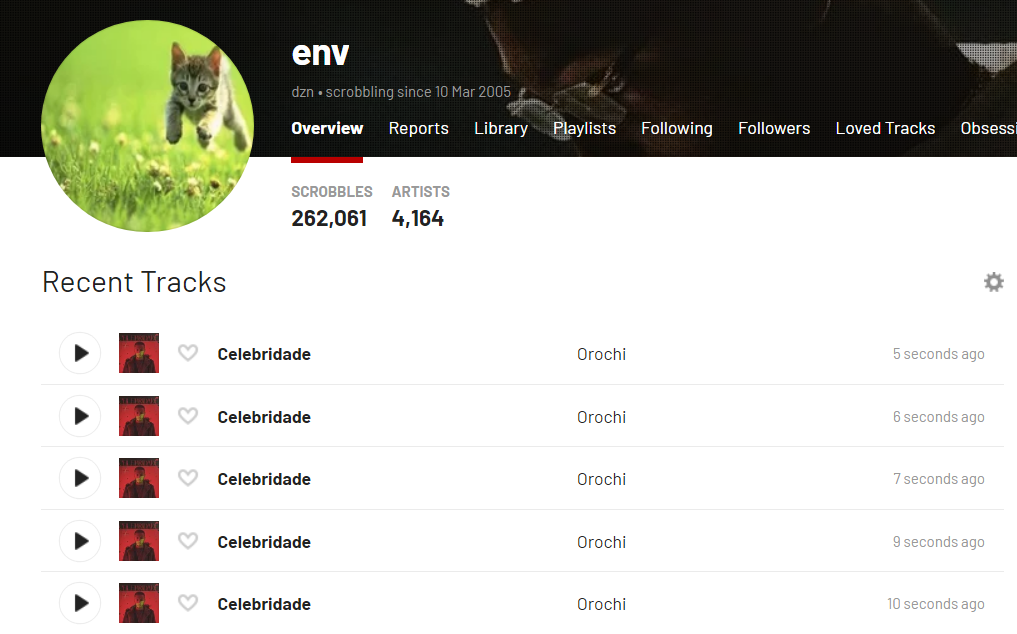 env
dzn • scrobbling since 10 Mar 2005
Overview Reports Library Playlists Following Followers Loved Tracks Obsessi
SCROBBLES ARTISTS
262,061 4,164
Recent Tracks
Celebridade Orochi 5 seconds ago
Celebridade Orochi 6 seconds ago
Celebridade Orochi 7 seconds ago
Celebridade Orochi 9 seconds ago
Celebridade Orochi 10 seconds ago